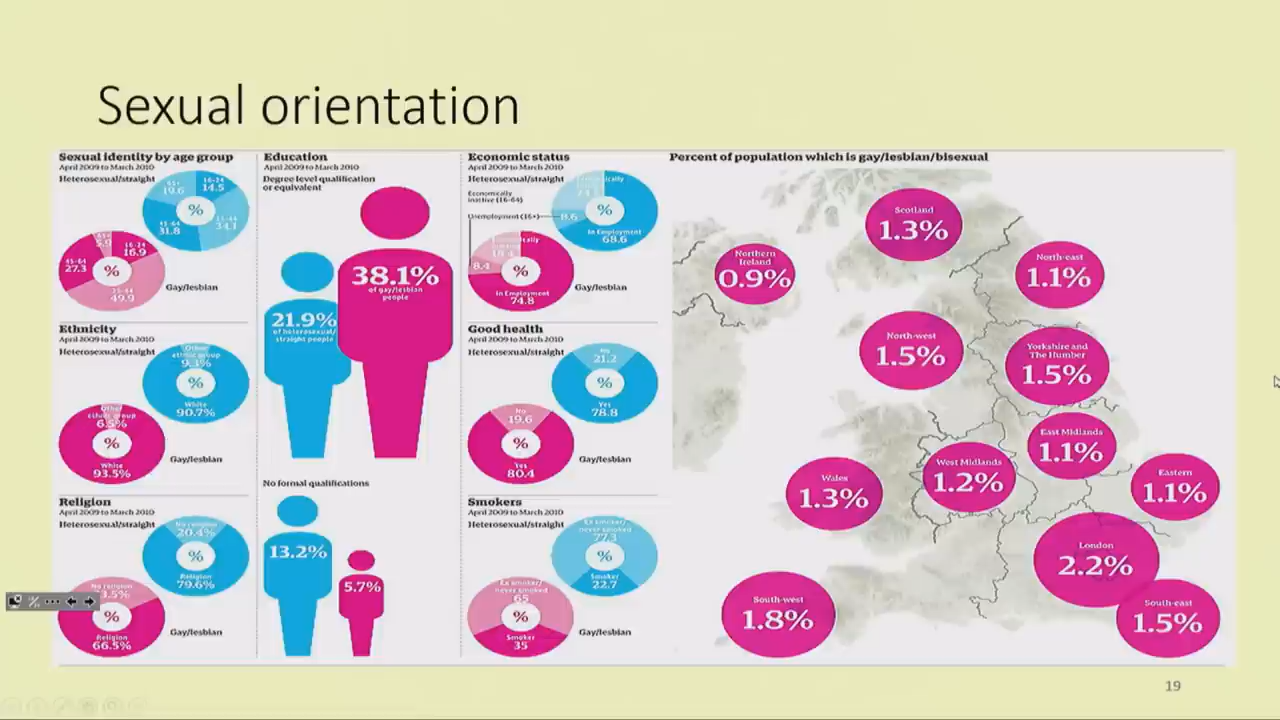 Sexual orientation
Sexual identity by age group
April 2009 to March 2010
Heterosexual/straight
65+
19.6
16-24
14.5
%
45-64
31.8
34.1
16-24
16.9
45-64
27.3
%
49.9
Gay/lesbian
Ethnicity
April 2009 to March 2010
Heterosexual/straight
Other
ethnic group
9.3%
%
White
90.7%
Other
ethnic group
6.5%
%
White
93.5%
Gay/lesbian
Religion
April 2009 to March 2010
Heterosexual/straight
No religion
20.4%
%
Religion
79.6%
No religion
%
Religion
66.5%
Gay/lesbian
Education
April 2009 to March 2010
Degree level qualification
or equivalent
21.9%
of heterosexual/
straight people
38.1%
of gay/lesbian
people
No formal qualifications
13.2%
5.7%
Economic status
April 2009 to March 2010
Heterosexual/straight
Economically
inactive (16-64)
Unemployment (16+)
8.6
%
In Employment
68.6
8.4
%
In Employment
74.8
Gay/lesbian
Good health
April 2009 to March 2010
Heterosexual/straight
No
21.2
%
Yes
78.8
No
19.6
%
Yes
80.4
Gay/lesbian
Smokers
April 2009 to March 2010
Heterosexual/straight
Ex smoker/
never smoked
77.3
%
Smoker
22.7
Ex smoker/
never smoked
65
%
Smoker
35
Gay/lesbian
Percent of population which is gay/lesbian/bisexual
Scotland
1.3%
Northern
Ireland
0.9%
North-east
1.1%
North-west
1.5%
Yorkshire and
The Humber
1.5%
East Midlands
1.1%
West Midlands
1.2%
Wales
1.3%
Eastern
1.1%
London
2.2%
South-west
1.8%
South-east
1.5%
19